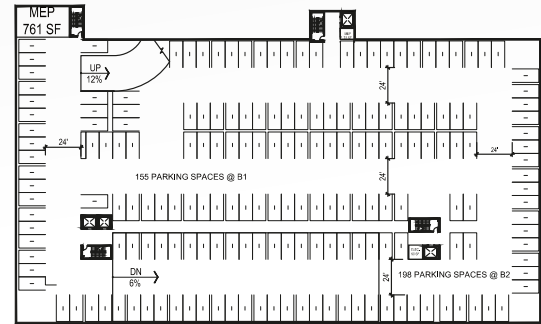 MEP
761 SF
UP
12%
24'
24'
24'
24'
155 PARKING SPACES @ B1
DN
6%
24'
198 PARKING SPACES @ B2